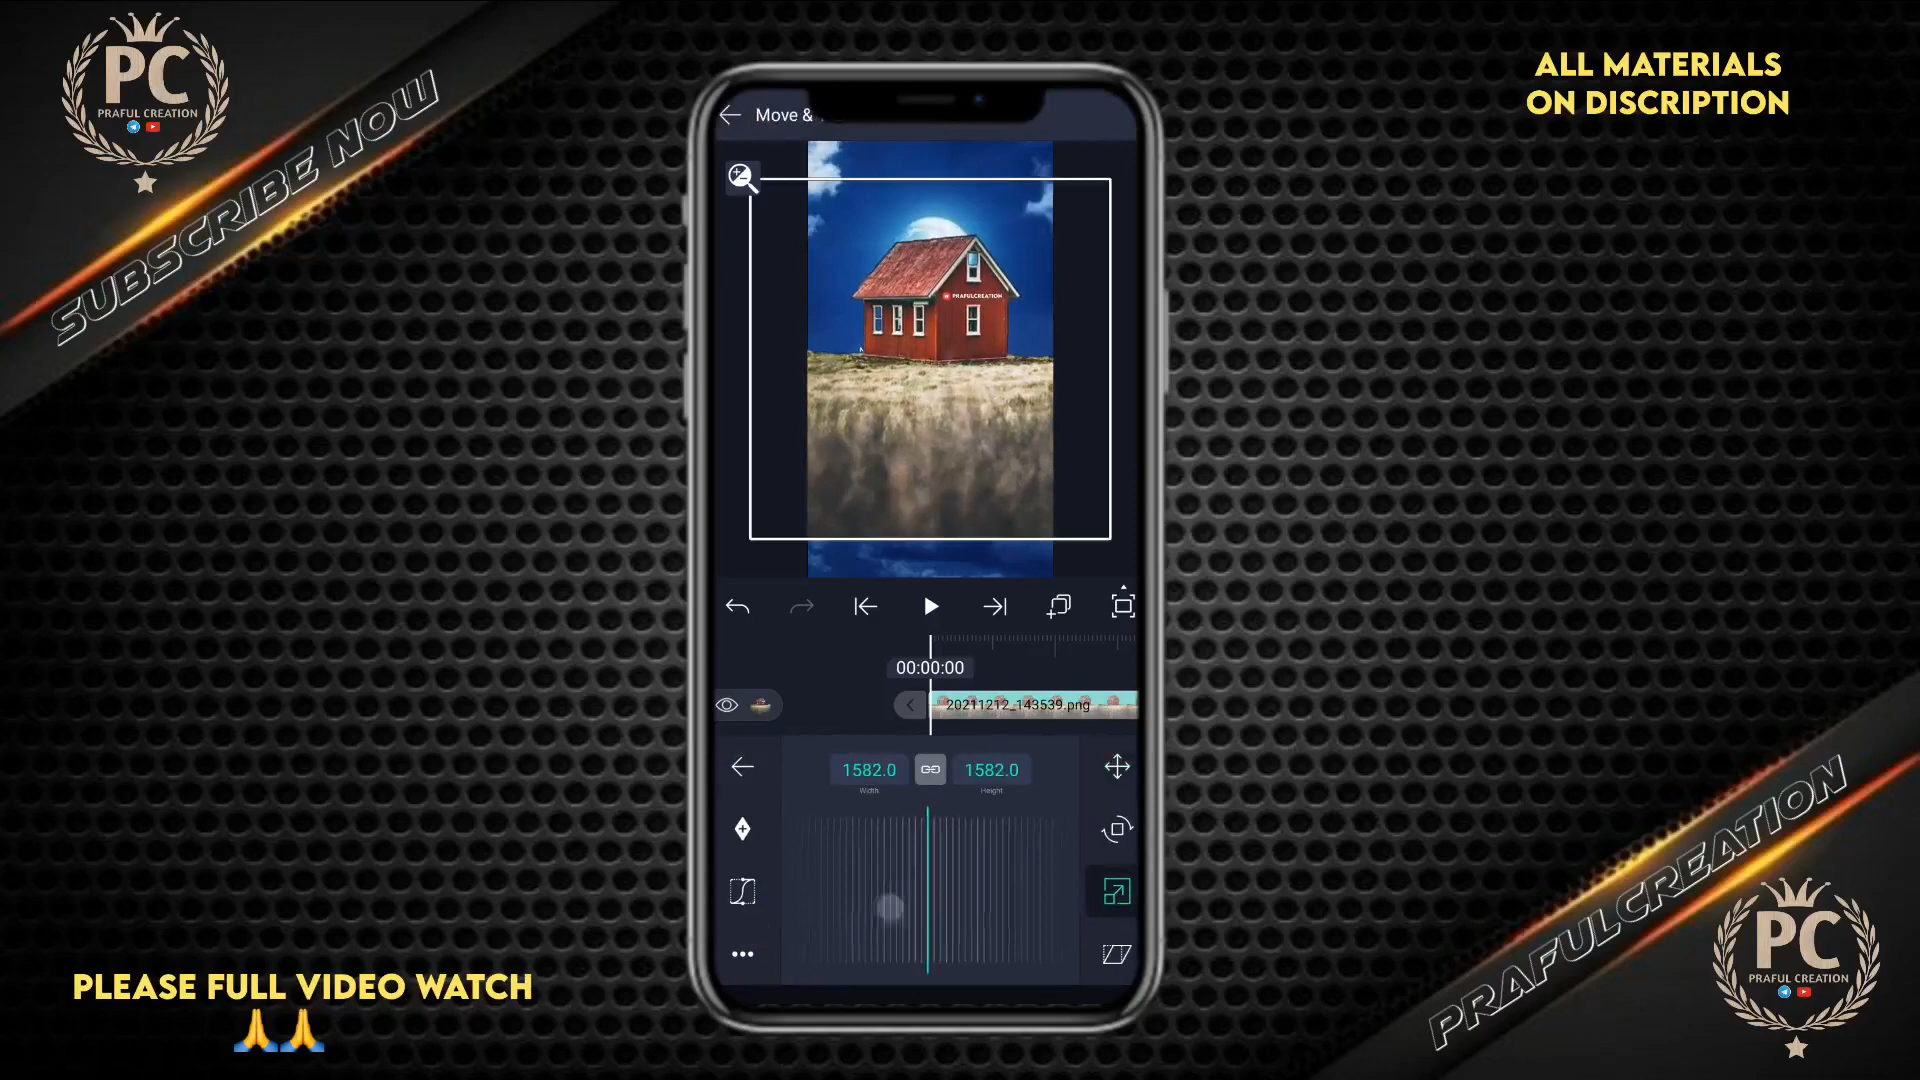 PC
PRAFUL CREATION
SUBSCRIBE NOW
ALL MATERIALS
ON DISCRIPTION
Move &
PRAFULCREATION
00:00:00
20211212_143539.png
1582.0
1582.0
Width
Height
PLEASE FULL VIDEO WATCH
PRAFULCREATION
PC
PRAFUL CREATION